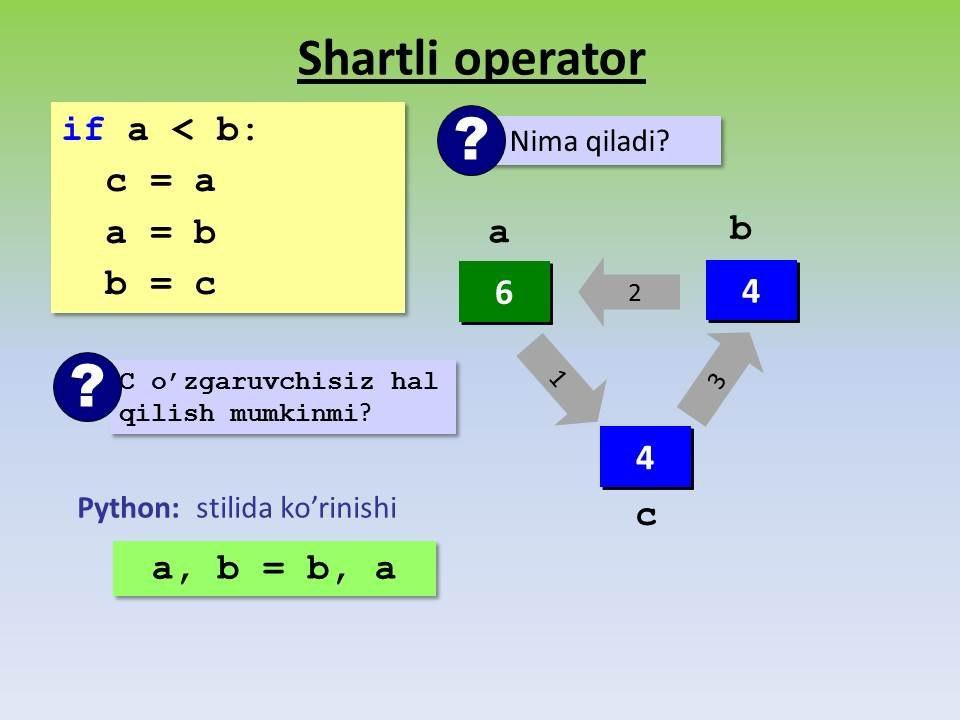 Shartli operator
if a < b:
c = a
a = b
b = c
? Nima qiladi?
a
b
6
2
4
1
3
4
c
? C o’zgaruvchisiz hal
qilish mumkinmi?
Python: stilida ko’rinishi
a, b = b, a